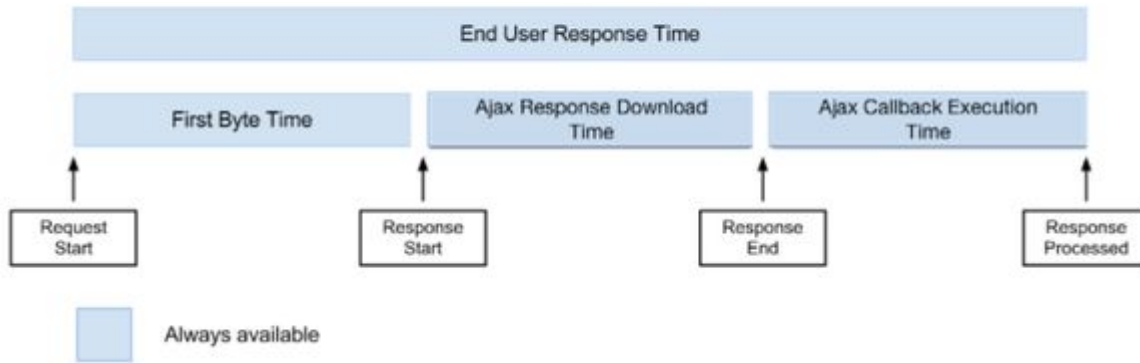 End User Response Time
First Byte Time
Ajax Response Download
Time
Ajax Callback Execution
Time
Request
Start
Response
Start
Response
End
Response
Processed
Always available